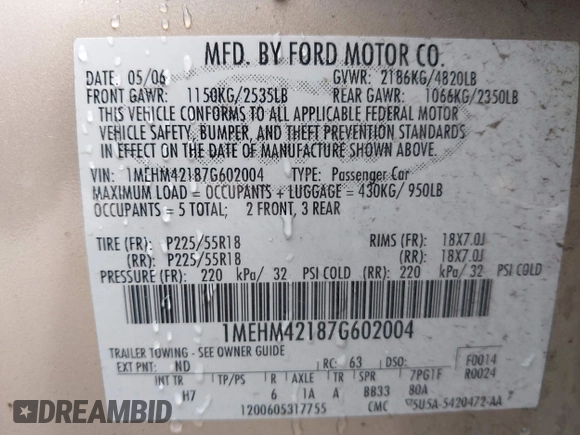 MFD. BY FORD MOTOR CO.
DATE: 05/06 GVWR: 2186KG/4820LB
FRONT GAWR: 1150KG/2535LB REAR GAWR: 1066KG/2350LB
THIS VEHICLE CONFORMS TO ALL APPLICABLE FEDERAL MOTOR
VEHICLE SAFETY, BUMPER, AND THEFT PREVENTION STANDARDS
IN EFFECT ON THE DATE OF MANUFACTURE SHOWN ABOVE.
VIN: 1MEHM42187G602004 TYPE: Passenger Car
MAXIMUM LOAD = OCCUPANTS + LUGGAGE = 430KG/ 950LB
OCCUPANTS = 5 TOTAL; 2 FRONT, 3 REAR
TIRE (FR): P225/55R18 RIMS (FR): 18X7.0J
(RR): P225/55R18 (RR): 18X7.0J
PRESSURE (FR): 220 kPa/ 32 PSI COLD (RR): 220 kPa/ 32 PSI COLD
1MEHM42187G602004
TRAILER TOWING - SEE OWNER GUIDE
EXT PNT: ND RC: 63 DSO: F0014
R0024
INT TR TP/PS R AXLE TR SPR 7PG1F
H7 6 1A A BB33 80A
1200605317755 CMC 5U5A-5420472-AA
DREAMBID
dreambid.com